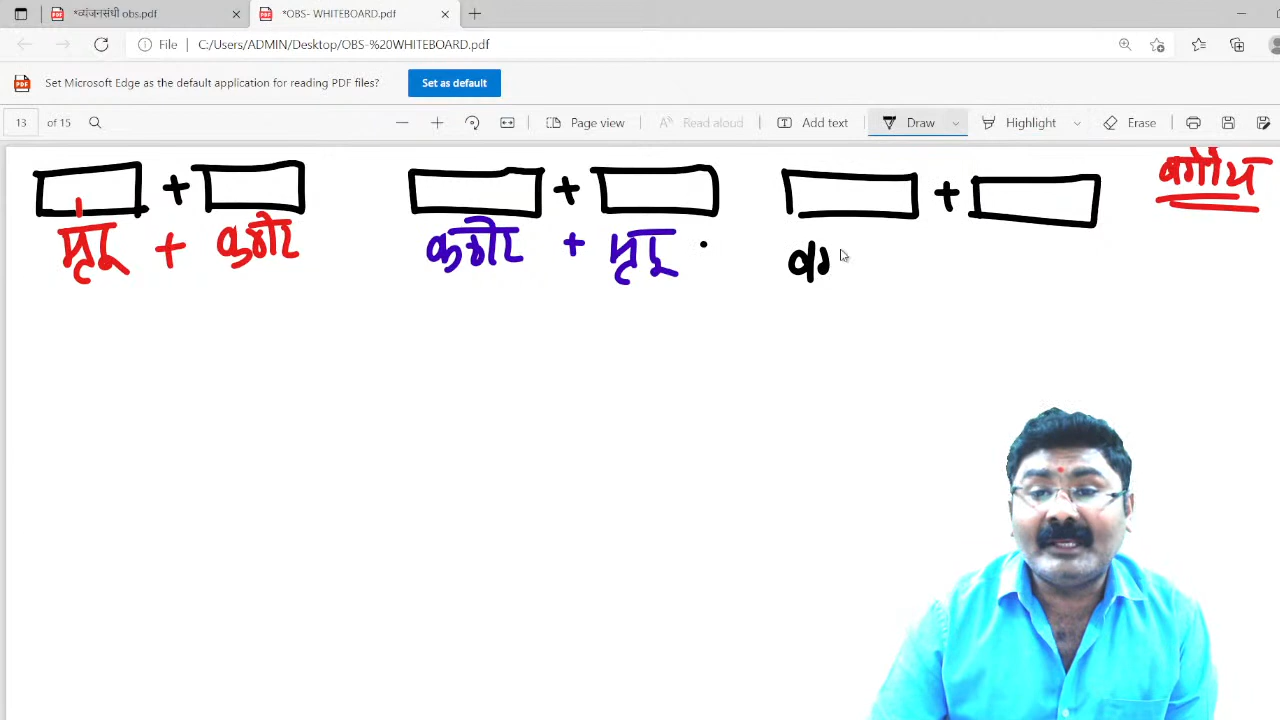 *व्यंजनसंधी obs.pdf
*OBS- WHITEBOARD.pdf
File C:/Users/ADMIN/Desktop/OBS-%20WHITEBOARD.pdf
Set Microsoft Edge as the default application for reading PDF files? Set as default
13 of 15 Page view Read aloud Add text Draw Highlight Erase
+ + +
मृदू + कठोर
कठोर + मृदू